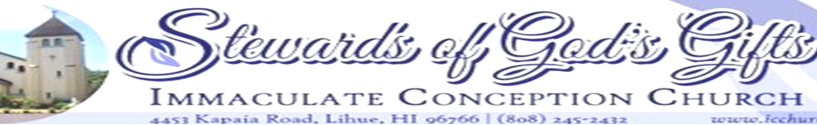 Stewards of God's Gifts
IMMACULATE CONCEPTION CHURCH
4453 Kapaia Road, Lihue, HI 96766 | (808) 245-2432